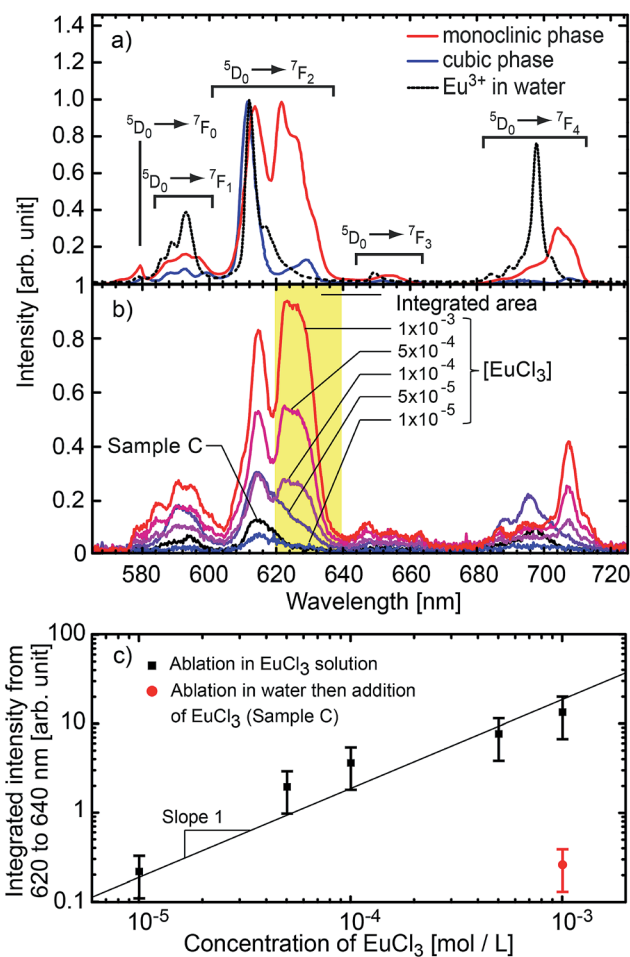 a)
monoclinic phase
cubic phase
Eu³⁺ in water
⁵D₀ → ⁷F₂
⁵D₀ → ⁷F₀
⁵D₀ → ⁷F₁
⁵D₀ → ⁷F₄
⁵D₀ → ⁷F₃
1.0
0.8
0.6
0.4
0.2
Intensity [arb. unit]
b)
Integrated area
1x10⁻³
5x10⁻⁴
1x10⁻⁴
5x10⁻⁵
1x10⁻⁵
[EuCl₃]
Sample C
1
0.8
0.6
0.4
0.2
0
580 600 620 640 660 680 700 720
Wavelength [nm]
c)
Ablation in EuCl₃ solution
Ablation in water then addition
of EuCl₃ (Sample C)
Slope 1
100
10
1
0.1
Integrated intensity from
620 to 640 nm [arb. unit]
10⁻⁵ 10⁻⁴ 10⁻³
Concentration of EuCl₃ [mol / L]